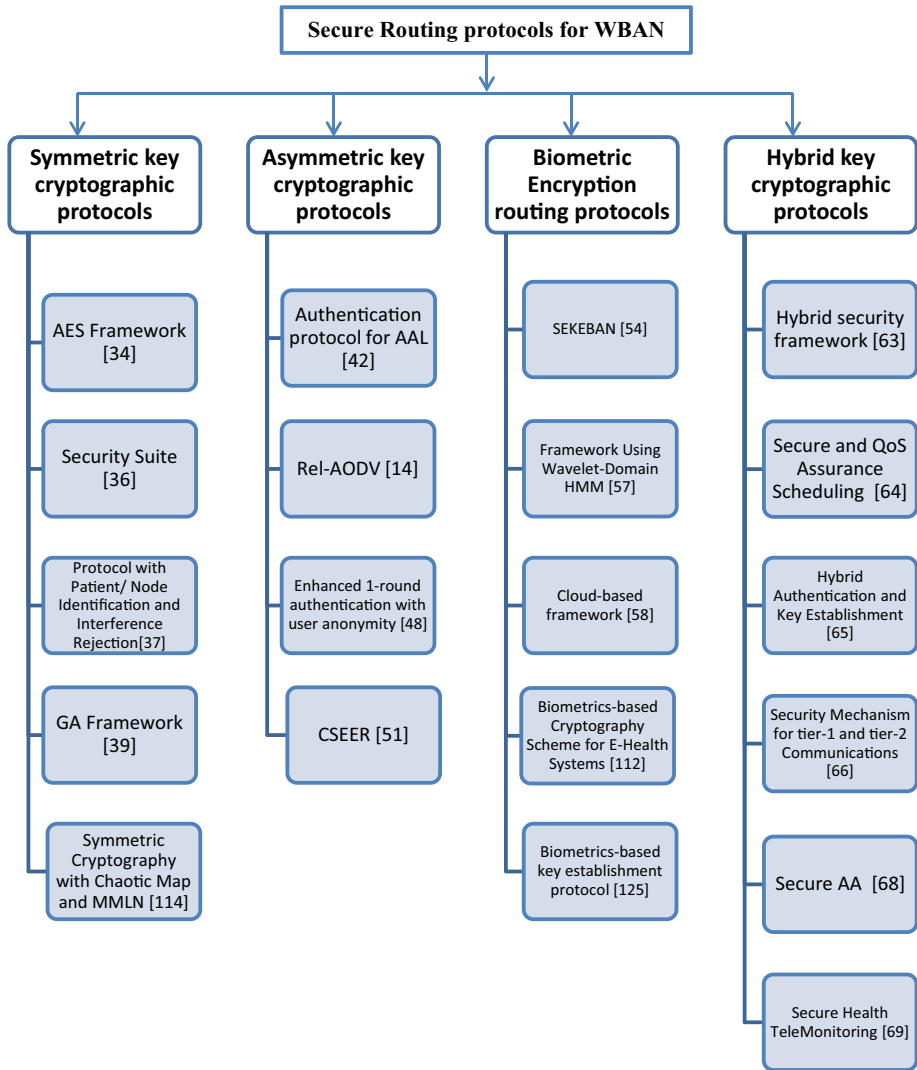 Secure Routing protocols for WBAN
Symmetric key
cryptographic
protocols
AES Framework
[34]
Security Suite
[36]
Protocol with
Patient/ Node
Identification and
Interference
Rejection[37]
GA Framework
[39]
Symmetric
Cryptography
with Chaotic Map
and MMLN [114]
Asymmetric key
cryptographic
protocols
Authentication
protocol for AAL
[42]
Rel-AODV [14]
Enhanced 1-round
authentication with
user anonymity [48]
CSEER [51]
Biometric
Encryption
routing protocols
SEKEBAN [54]
Framework Using
Wavelet-Domain
HMM [57]
Cloud-based
framework [58]
Biometrics-based
Cryptography
Scheme for E-Health
Systems [112]
Biometrics-based
key establishment
protocol [125]
Hybrid key
cryptographic
protocols
Hybrid security
framework [63]
Secure and QoS
Assurance
Scheduling [64]
Hybrid
Authentication
and Key
Establishment
[65]
Security Mechanism
for tier-1 and tier-2
Communications
[66]
Secure AA [68]
Secure Health
TeleMonitoring [69]